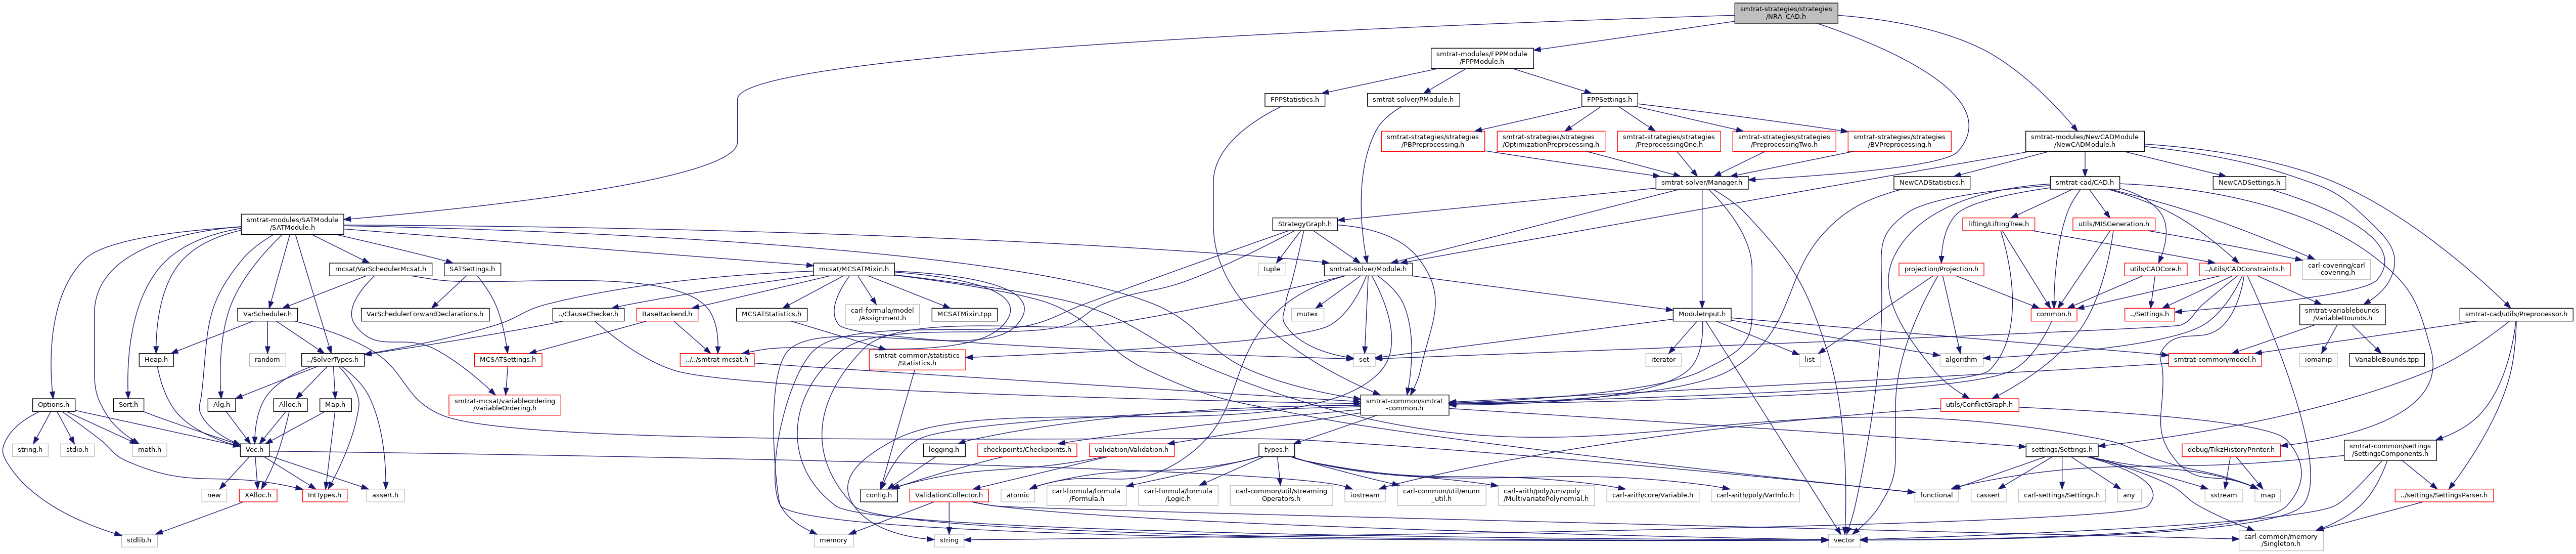 smtrat-strategies/strategies
/NRA_CAD.h
smtrat-modules/FPPModule
/FPPModule.h
FPPStatistics.h
smtrat-solver/PModule.h
FPPSettings.h
smtrat-strategies/strategies
/PBPreprocessing.h
smtrat-strategies/strategies
/OptimizationPreprocessing.h
smtrat-strategies/strategies
/PreprocessingOne.h
smtrat-strategies/strategies
/PreprocessingTwo.h
smtrat-strategies/strategies
/BVPreprocessing.h
smtrat-modules/NewCADModule
/NewCADModule.h
smtrat-solver/Manager.h
NewCADStatistics.h
smtrat-cad/CAD.h
NewCADSettings.h
smtrat-modules/SATModule
/SATModule.h
StrategyGraph.h
lifting/LiftingTree.h
utils/MISGeneration.h
mcsat/VarSchedulerMcsat.h
SATSettings.h
mcsat/MCSATMixin.h
tuple
smtrat-solver/Module.h
projection/Projection.h
utils/CADCore.h
../utils/CADConstraints.h
carl-covering/carl
-covering.h
VarScheduler.h
VarSchedulerForwardDeclarations.h
../ClauseChecker.h
BaseBackend.h
MCSATStatistics.h
carl-formula/model
/Assignment.h
MCSATMixin.tpp
mutex
ModuleInput.h
common.h
../Settings.h
smtrat-variablebounds
/VariableBounds.h
smtrat-cad/utils/Preprocessor.h
Heap.h
random
../SolverTypes.h
MCSATSettings.h
../../smtrat-mcsat.h
smtrat-common/statistics
/Statistics.h
set
iterator
list
algorithm
smtrat-common/model.h
iomanip
VariableBounds.tpp
Options.h
Sort.h
Alg.h
Alloc.h
Map.h
smtrat-mcsat/variableordering
/VariableOrdering.h
smtrat-common/smtrat
-common.h
utils/ConflictGraph.h
string.h
stdio.h
math.h
Vec.h
logging.h
checkpoints/Checkpoints.h
validation/Validation.h
types.h
settings/Settings.h
debug/TikzHistoryPrinter.h
smtrat-common/settings
/SettingsComponents.h
new
XAlloc.h
IntTypes.h
assert.h
config.h
ValidationCollector.h
atomic
carl-formula/formula
/Formula.h
carl-formula/formula
/Logic.h
carl-common/util/streaming
Operators.h
iostream
carl-common/util/enum
_util.h
carl-arith/poly/umvpoly
/MultivariatePolynomial.h
carl-arith/core/Variable.h
carl-arith/poly/VarInfo.h
functional
cassert
carl-settings/Settings.h
any
sstream
map
../settings/SettingsParser.h
stdlib.h
memory
string
vector
carl-common/memory
/Singleton.h